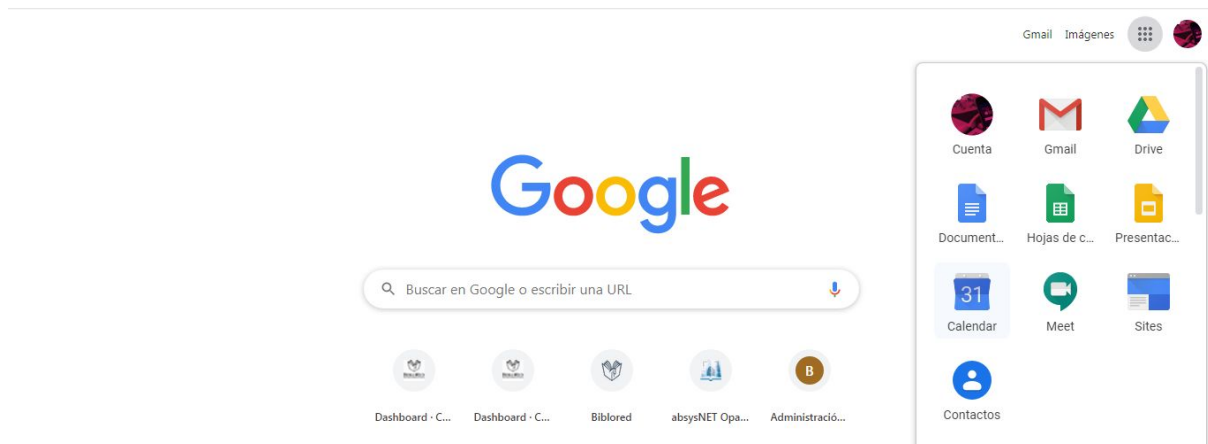 Gmail Imágenes
Cuenta Gmail Drive
Google
Document... Hojas de c... Presentac...
Buscar en Google o escribir una URL
31
Calendar Meet Sites
B
Dashboard · C... Dashboard · C... Biblored absysNET Opa... Administració...
Contactos